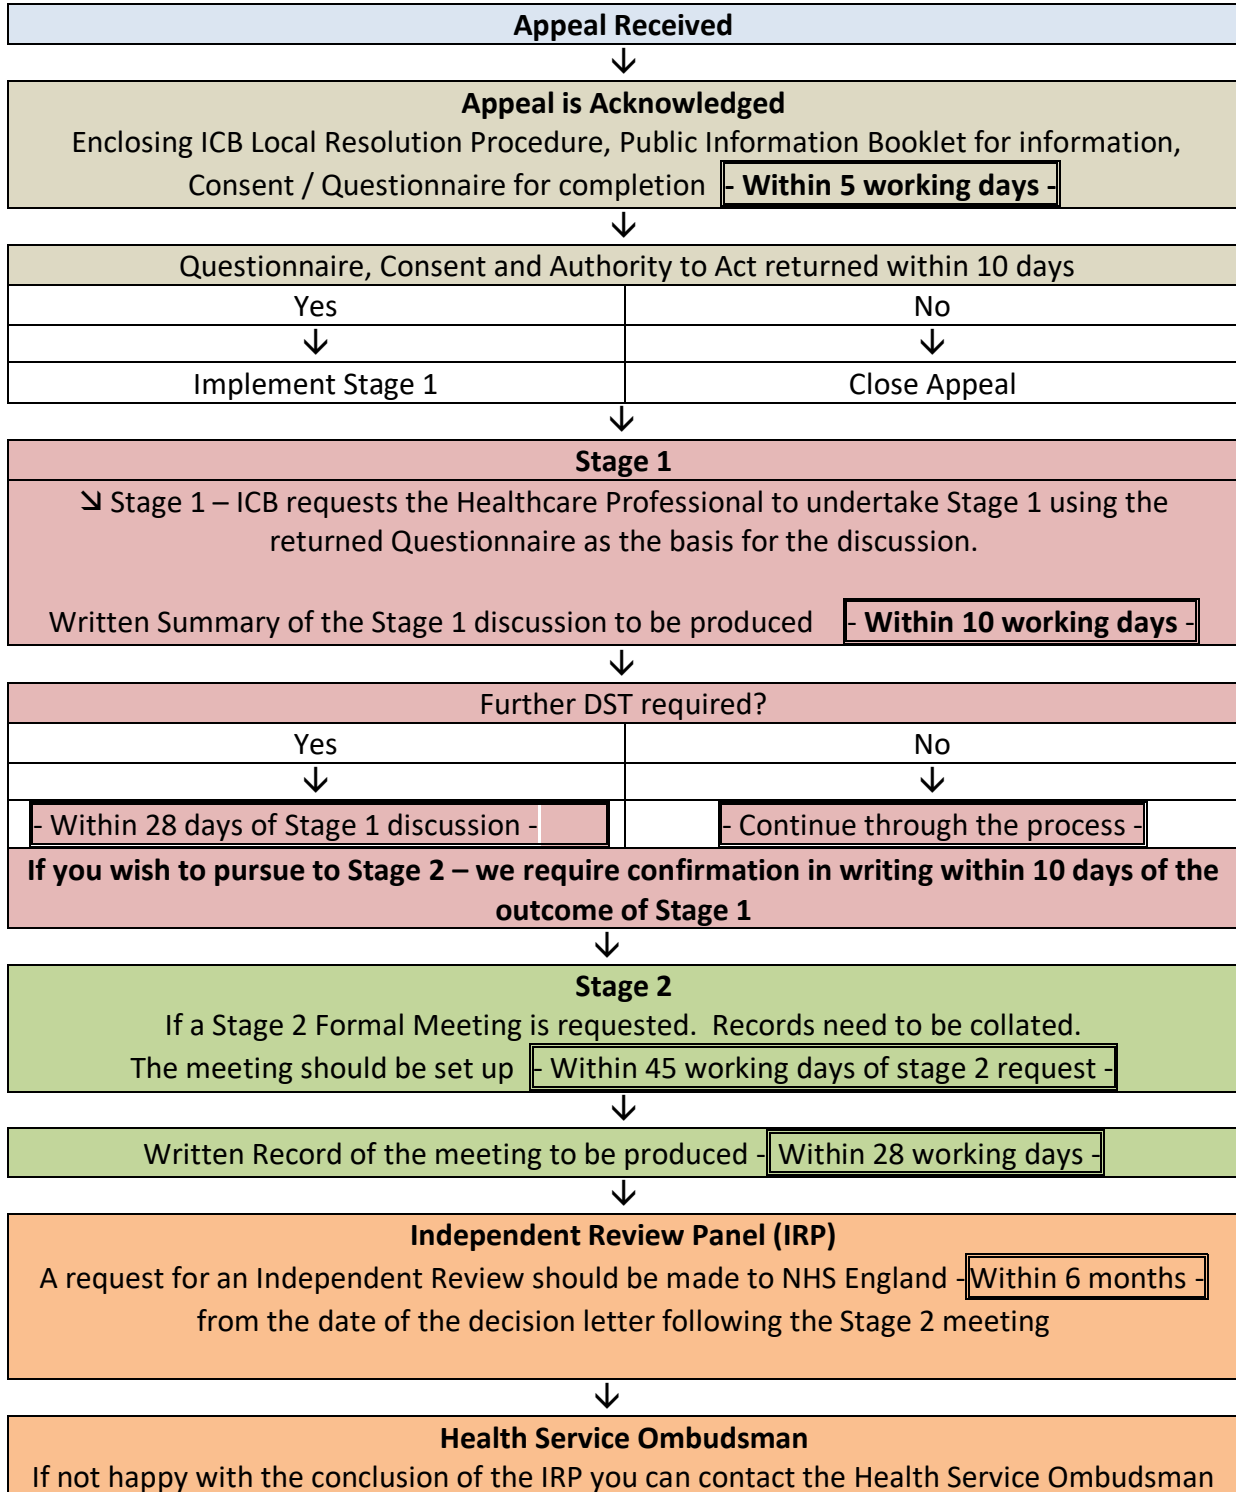 Appeal Received
↓
Appeal is Acknowledged
Enclosing ICB Local Resolution Procedure, Public Information Booklet for information,
Consent / Questionnaire for completion - Within 5 working days -
↓
Questionnaire, Consent and Authority to Act returned within 10 days
Yes No
↓ ↓
Implement Stage 1 Close Appeal
↓
Stage 1
↘ Stage 1 – ICB requests the Healthcare Professional to undertake Stage 1 using the
returned Questionnaire as the basis for the discussion.
Written Summary of the Stage 1 discussion to be produced - Within 10 working days -
↓
Further DST required?
Yes No
↓ ↓
- Within 28 days of Stage 1 discussion - - Continue through the process -
If you wish to pursue to Stage 2 – we require confirmation in writing within 10 days of the
outcome of Stage 1
↓
Stage 2
If a Stage 2 Formal Meeting is requested. Records need to be collated.
The meeting should be set up - Within 45 working days of stage 2 request -
↓
Written Record of the meeting to be produced - Within 28 working days -
↓
Independent Review Panel (IRP)
A request for an Independent Review should be made to NHS England - Within 6 months -
from the date of the decision letter following the Stage 2 meeting
↓
Health Service Ombudsman
If not happy with the conclusion of the IRP you can contact the Health Service Ombudsman